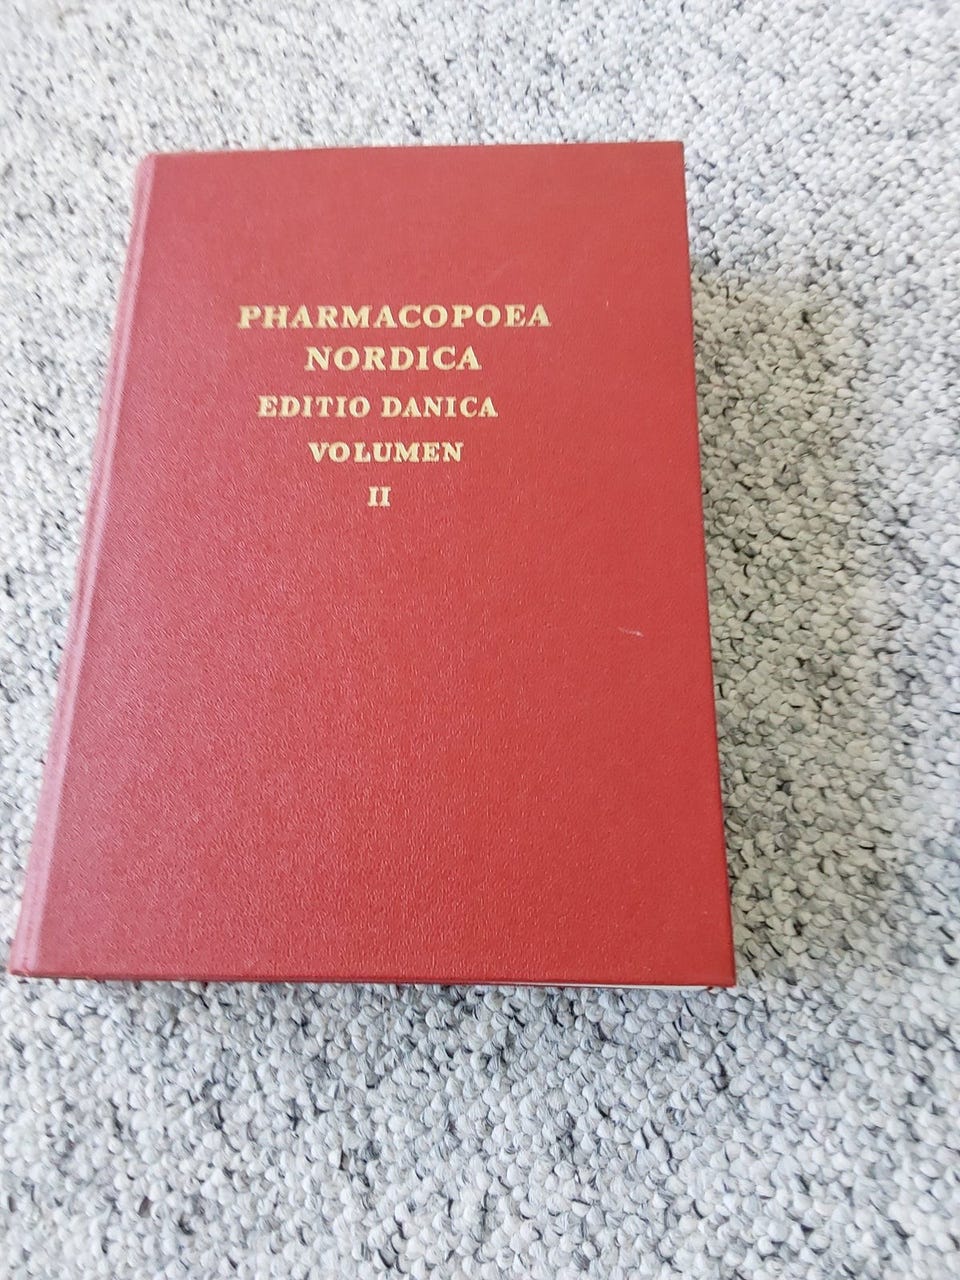 PHARMACOPOEA
NORDICA
EDITIO DANICA
VOLUMEN
II